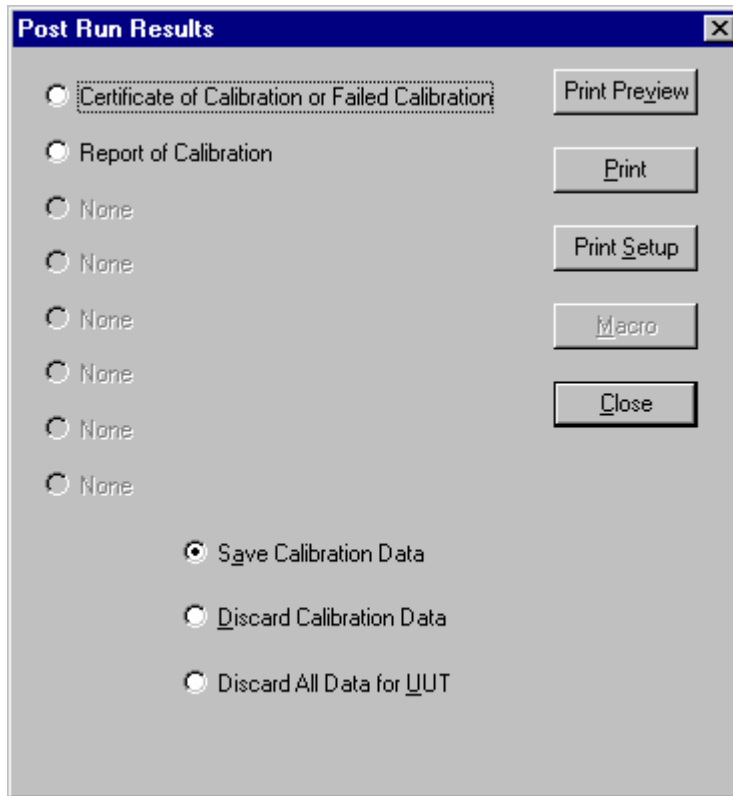 Post Run Results
Certificate of Calibration or Failed Calibration
Print Preview
Report of Calibration
Print
None
Print Setup
None
None
Macro
None
Close
None
None
Save Calibration Data
Discard Calibration Data
Discard All Data for UUT